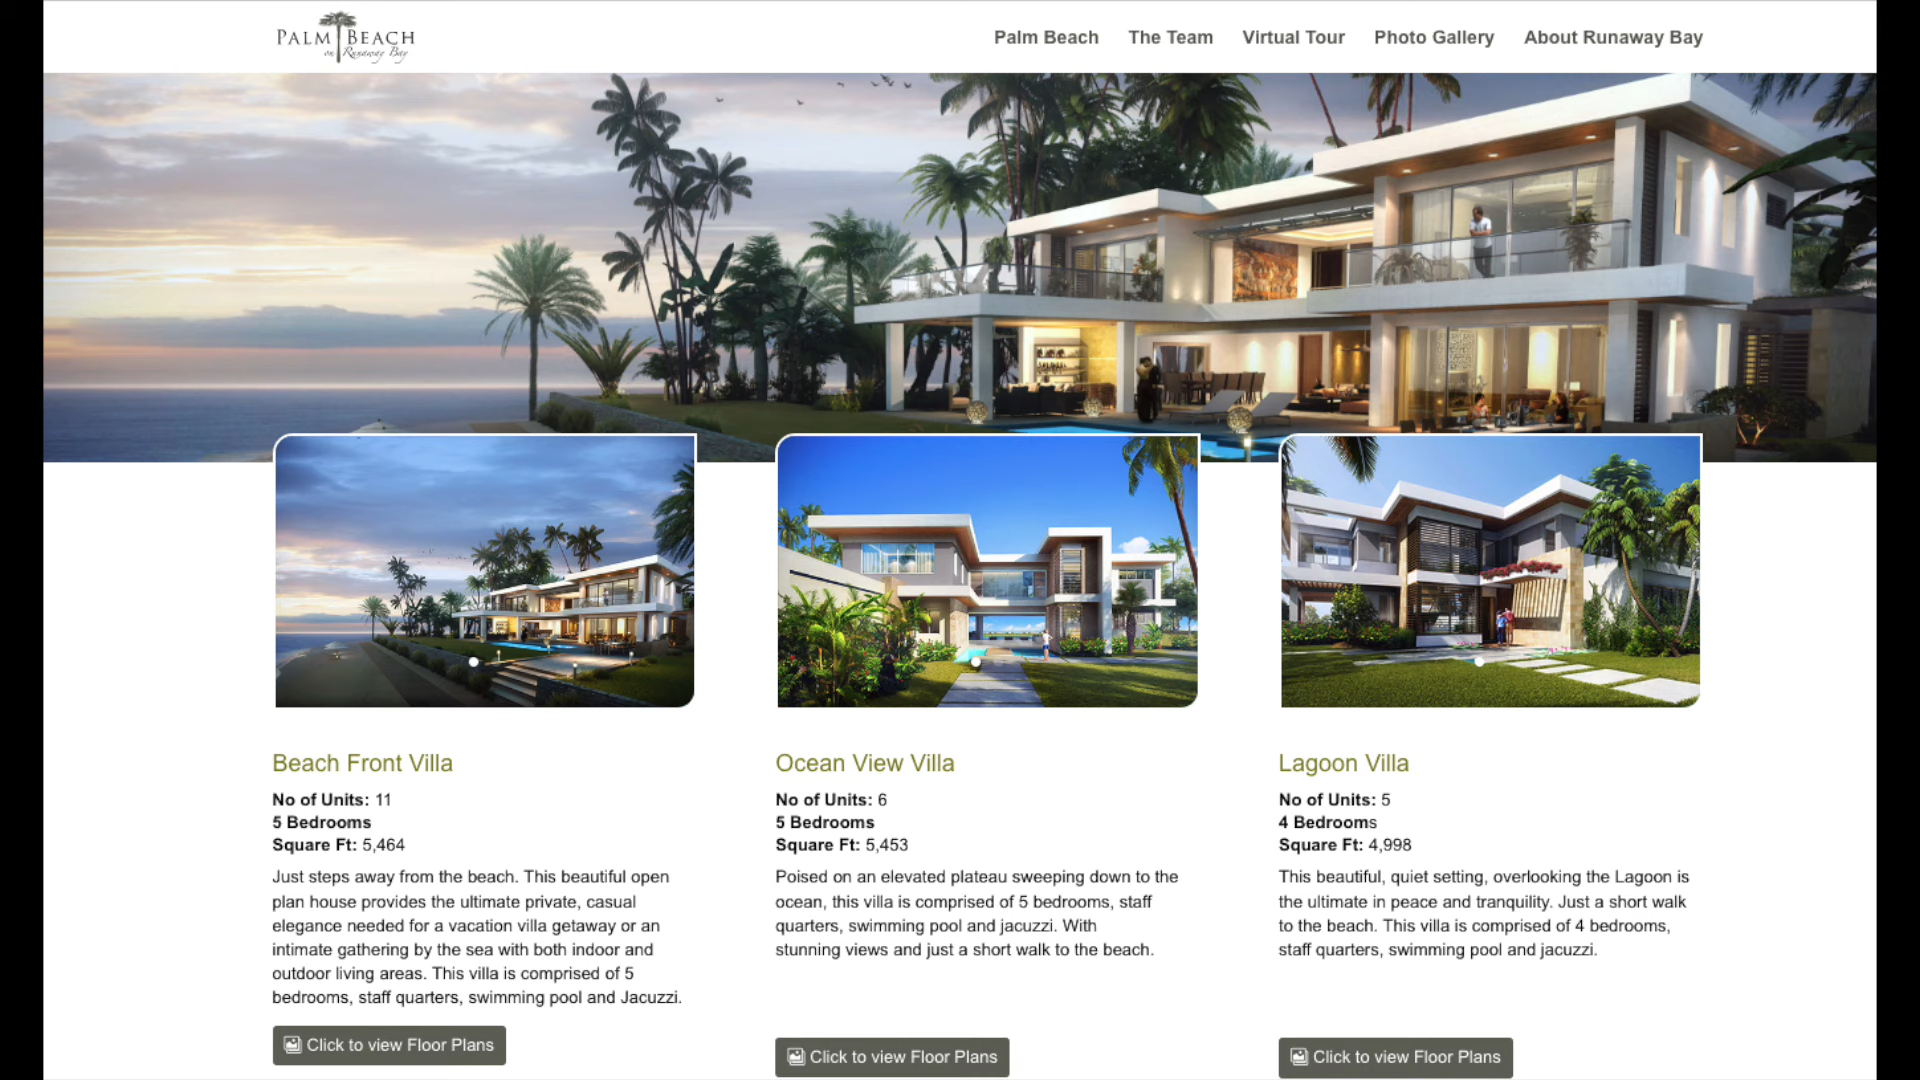 PALM BEACH
on Runaway Bay
Palm Beach
The Team
Virtual Tour
Photo Gallery
About Runaway Bay
Beach Front Villa
No of Units: 11
5 Bedrooms
Square Ft: 5,464
Just steps away from the beach. This beautiful open
plan house provides the ultimate private, casual
elegance needed for a vacation villa getaway or an
intimate gathering by the sea with both indoor and
outdoor living areas. This villa is comprised of 5
bedrooms, staff quarters, swimming pool and Jacuzzi.
Click to view Floor Plans
Ocean View Villa
No of Units: 6
5 Bedrooms
Square Ft: 5,453
Poised on an elevated plateau sweeping down to the
ocean, this villa is comprised of 5 bedrooms, staff
quarters, swimming pool and jacuzzi. With
stunning views and just a short walk to the beach.
Click to view Floor Plans
Lagoon Villa
No of Units: 5
4 Bedrooms
Square Ft: 4,998
This beautiful, quiet setting, overlooking the Lagoon is
the ultimate in peace and tranquility. Just a short walk
to the beach. This villa is comprised of 4 bedrooms,
staff quarters, swimming pool and jacuzzi.
Click to view Floor Plans